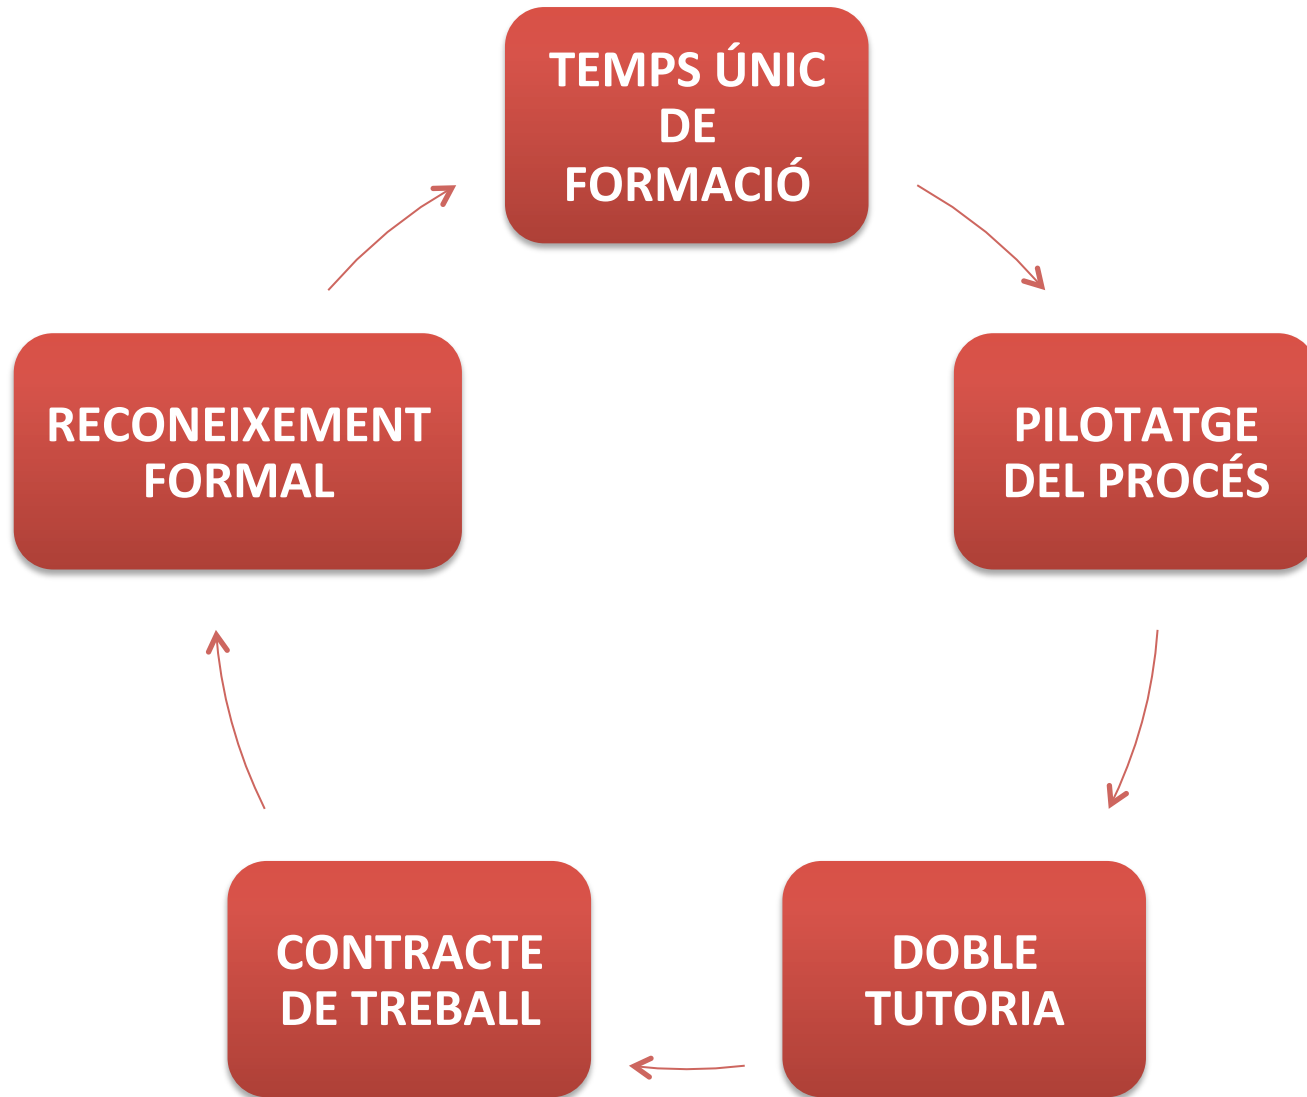 TEMPS ÚNIC
DE
FORMACIÓ
PILOTATGE
DEL PROCÉS
DOBLE
TUTORIA
CONTRACTE
DE TREBALL
RECONEIXEMENT
FORMAL